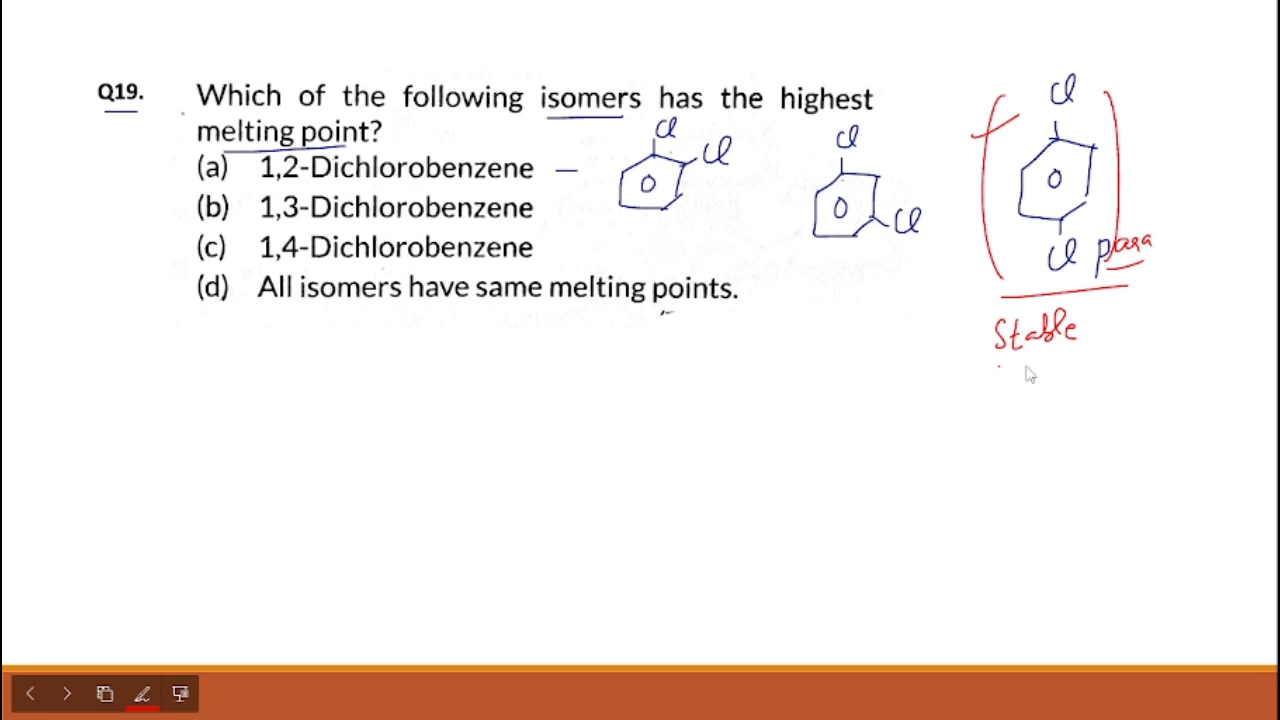 Q19. Which of the following isomers has the highest
melting point?
(a) 1,2-Dichlorobenzene –
(b) 1,3-Dichlorobenzene
(c) 1,4-Dichlorobenzene
(d) All isomers have same melting points.
Cl
Cl
Cl
Cl
Cl
Cl para
Stable